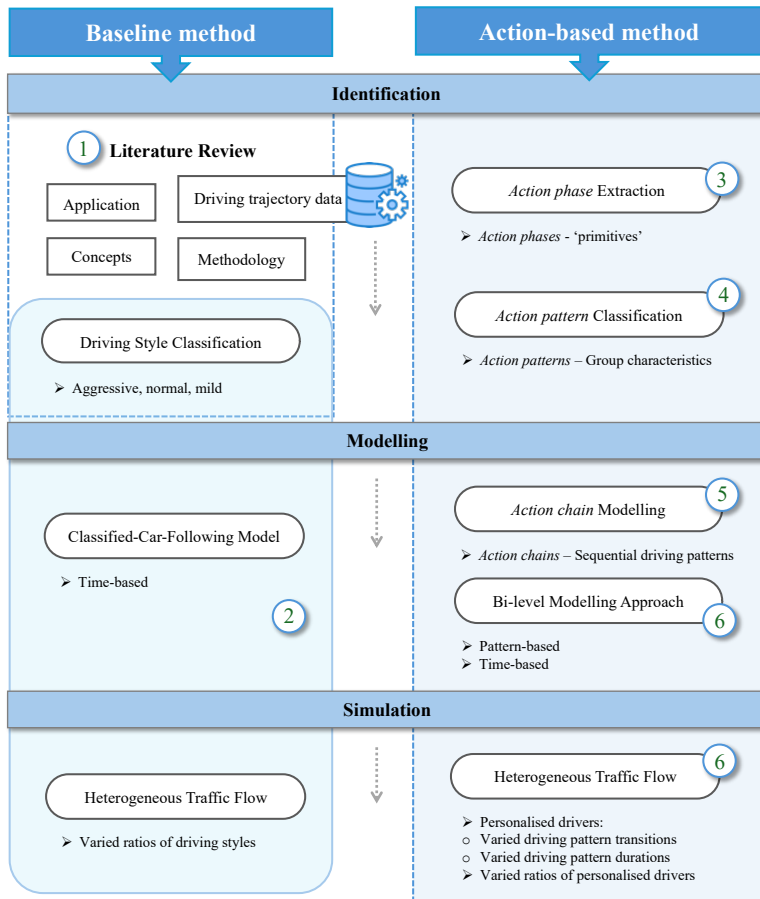 Baseline method
Action-based method
Identification
1
Literature Review
Application
Driving trajectory data
Concepts
Methodology
Driving Style Classification
➢ Aggressive, normal, mild
3
Action phase Extraction
➢ Action phases - ‘primitives’
4
Action pattern Classification
➢ Action patterns – Group characteristics
Modelling
Classified-Car-Following Model
➢ Time-based
2
5
Action chain Modelling
➢ Action chains – Sequential driving patterns
Bi-level Modelling Approach
6
➢ Pattern-based
➢ Time-based
Simulation
Heterogeneous Traffic Flow
➢ Varied ratios of driving styles
6
Heterogeneous Traffic Flow
➢ Personalised drivers:
o Varied driving pattern transitions
o Varied driving pattern durations
➢ Varied ratios of personalised drivers